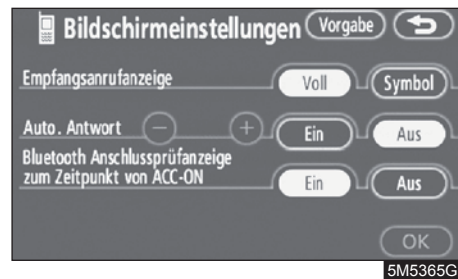 Bildschirmeinstellungen Vorgabe
Empfangsanrufanzeige Voll Symbol
Auto. Antwort − + Ein Aus
Bluetooth Anschlussprüfanzeige
zum Zeitpunkt von ACC-ON Ein Aus
OK
5M5365G